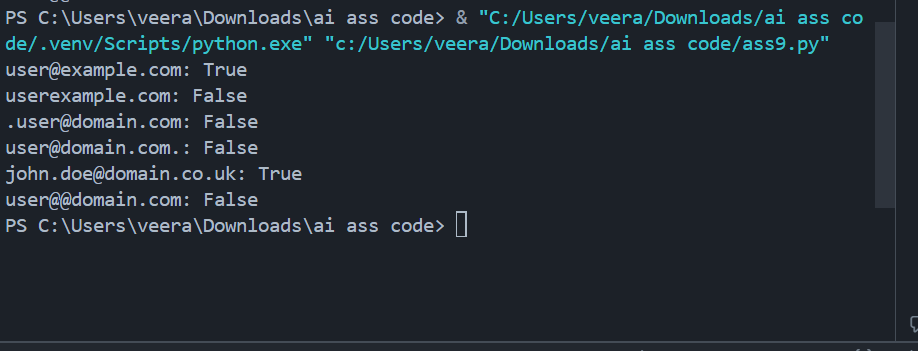 PS C:\Users\veera\Downloads\ai ass code> & "C:/Users/veera/Downloads/ai ass co
de/.venv/Scripts/python.exe" "c:/Users/veera/Downloads/ai ass code/ass9.py"
user@example.com: True
userexample.com: False
.user@domain.com: False
user@domain.com.: False
john.doe@domain.co.uk: True
user@@domain.com: False
PS C:\Users\veera\Downloads\ai ass code>